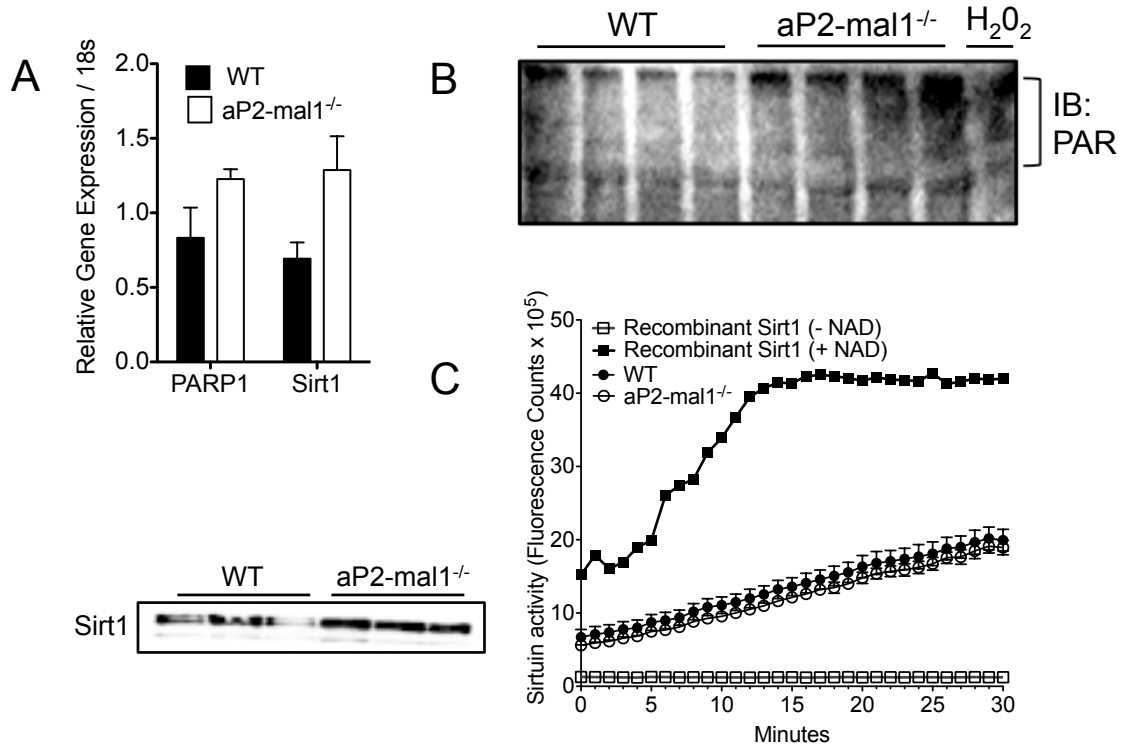 A
Relative Gene Expression / 18s
2.0
1.5
1.0
0.5
0.0
WT
aP2-mal1-/-
PARP1 Sirt1
B
WT aP2-mal1-/- H202
IB:
PAR
WT aP2-mal1-/-
Sirt1
C
Sirtuin activity (Fluorescence Counts x 10⁵)
50
40
30
20
10
0
Recombinant Sirt1 (- NAD)
Recombinant Sirt1 (+ NAD)
WT
aP2-mal1-/-
0 5 10 15 20 25 30
Minutes